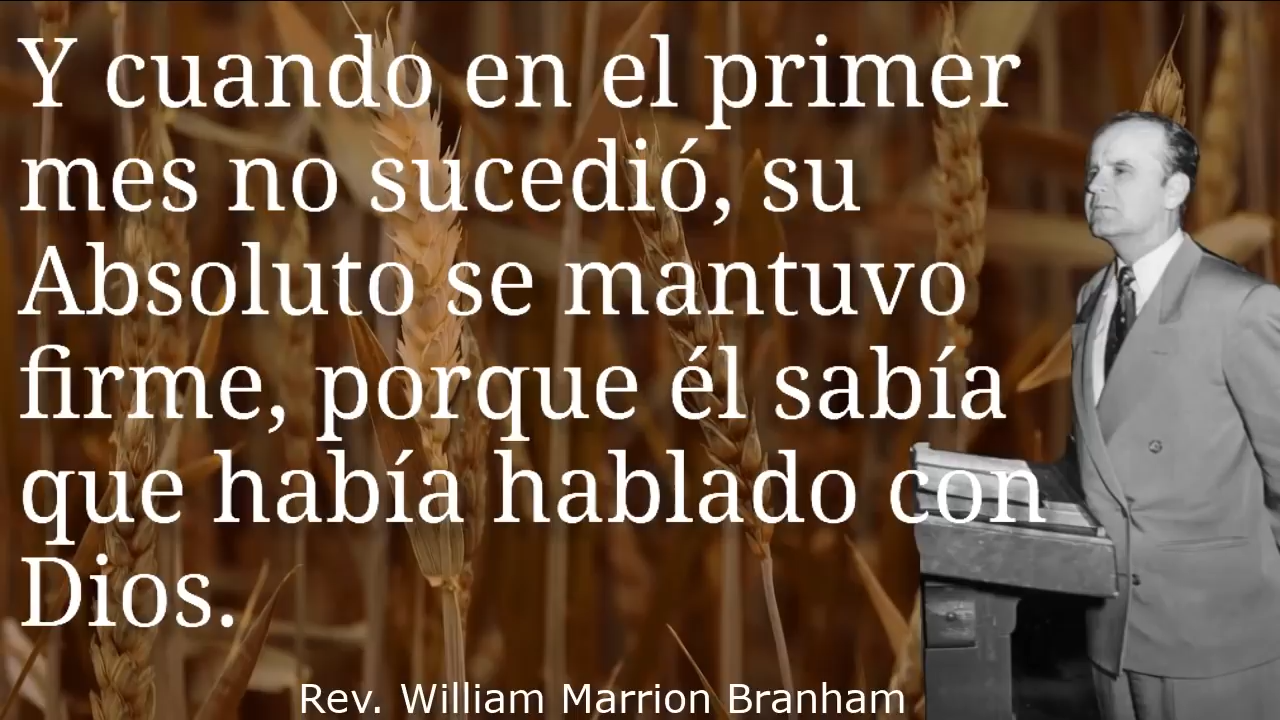 Y cuando en el primer
mes no sucedió, su
Absoluto se mantuvo
firme, porque él sabía
que había hablado con
Dios.
Rev. William Marrion Branham